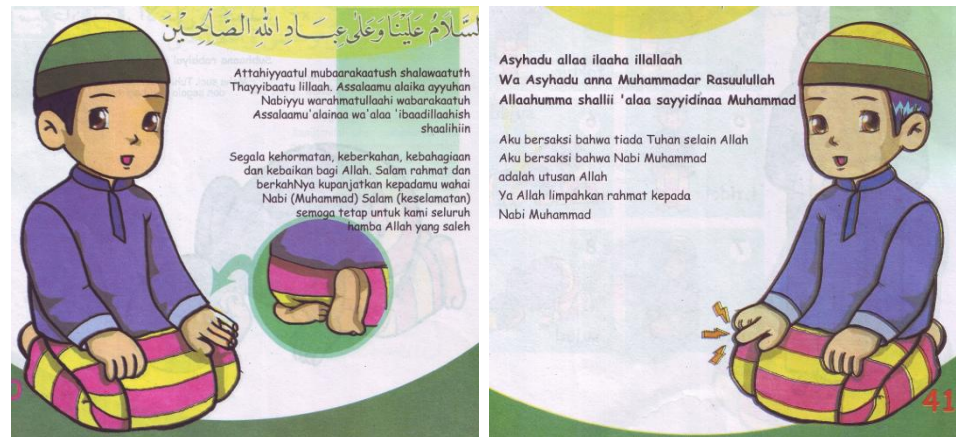 السَّلَامُ عَلَيْنَا وَعَلَى عِبَادِ اللهِ الصَّالِحِيْنَ
Attahiyyaatul mubaarakaatush shalawaatuth
Thayyibaatu lillaah. Assalaamu alaika ayyuhan
Nabiyyu warahmatullaahi wabarakaatuh
Assalaamu'alainaa wa'alaa 'ibaadillaahish
shaalihiin
Segala kehormatan, keberkahan, kebahagiaan
dan kebaikan bagi Allah. Salam rahmat dan
berkahNya kupanjatkan kepadamu wahai
Nabi (Muhammad) Salam (keselamatan)
semoga tetap untuk kami seluruh
hamba Allah yang saleh
Asyhadu allaa ilaaha illallaah
Wa Asyhadu anna Muhammadar Rasuulullah
Allaahumma shallii 'alaa sayyidinaa Muhammad
Aku bersaksi bahwa tiada Tuhan selain Allah
Aku bersaksi bahwa Nabi Muhammad
adalah utusan Allah
Ya Allah limpahkan rahmat kepada
Nabi Muhammad
41